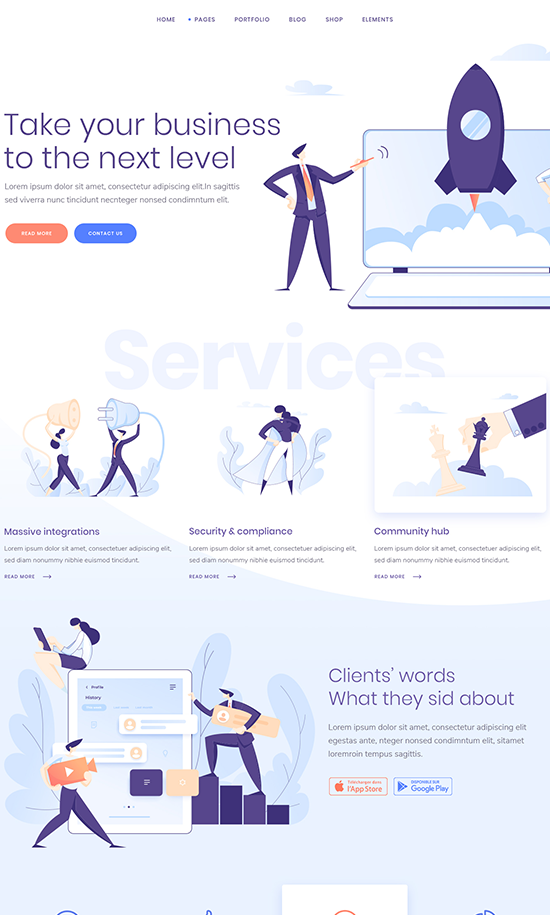 HOME PAGES PORTFOLIO BLOG SHOP ELEMENTS
Take your business
to the next level
Lorem ipsum dolor sit amet, consectetur adipiscing elit.In sagittis
sed viverra nunc tincidunt necnteger nonsed condimntum elit.
READ MORE CONTACT US
Services
Massive integrations
Lorem ipsum dolor sit amet, consectetuer adipiscing elit,
sed diam nonummy nibhie euismod tincidunt.
READ MORE
Security & compliance
Lorem ipsum dolor sit amet, consectetuer adipiscing elit,
sed diam nonummy nibhie euismod tincidunt.
READ MORE
Community hub
Lorem ipsum dolor sit amet, consectetuer adipiscing elit,
sed diam nonummy nibhie euismod tincidunt.
READ MORE
Profile
History
Clients’ words
What they sid about
Lorem ipsum dolor sit amet, consectetur adipiscing elit
egestas ante, nteger nonsed condimentum elit, sitamet
loremroin tempus sagittis.
Télécharger dans
l'App Store
DISPONIBLE SUR
Google Play